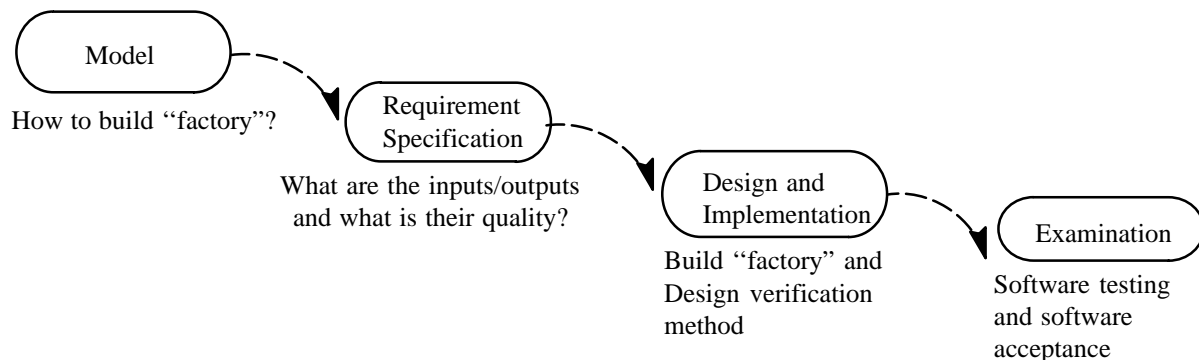 Model
How to build “factory”?
Requirement
Specification
What are the inputs/outputs
and what is their quality?
Design and
Implementation
Build “factory” and
Design verification
method
Examination
Software testing
and software
acceptance